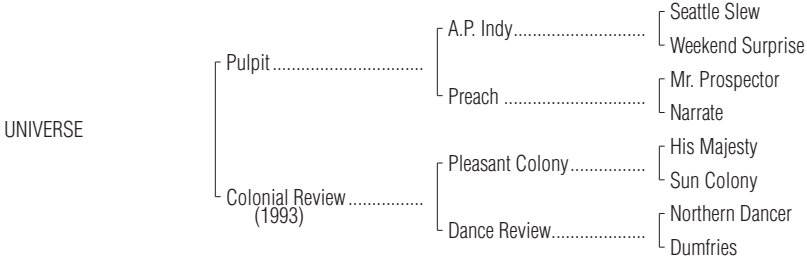 Seattle Slew
A.P. Indy..............................
Weekend Surprise
Pulpit..................................
Mr. Prospector
Preach ................................
Narrate
UNIVERSE
His Majesty
Pleasant Colony.................
Sun Colony
Colonial Review.................
(1993)
Northern Dancer
Dance Review.....................
Dumfries